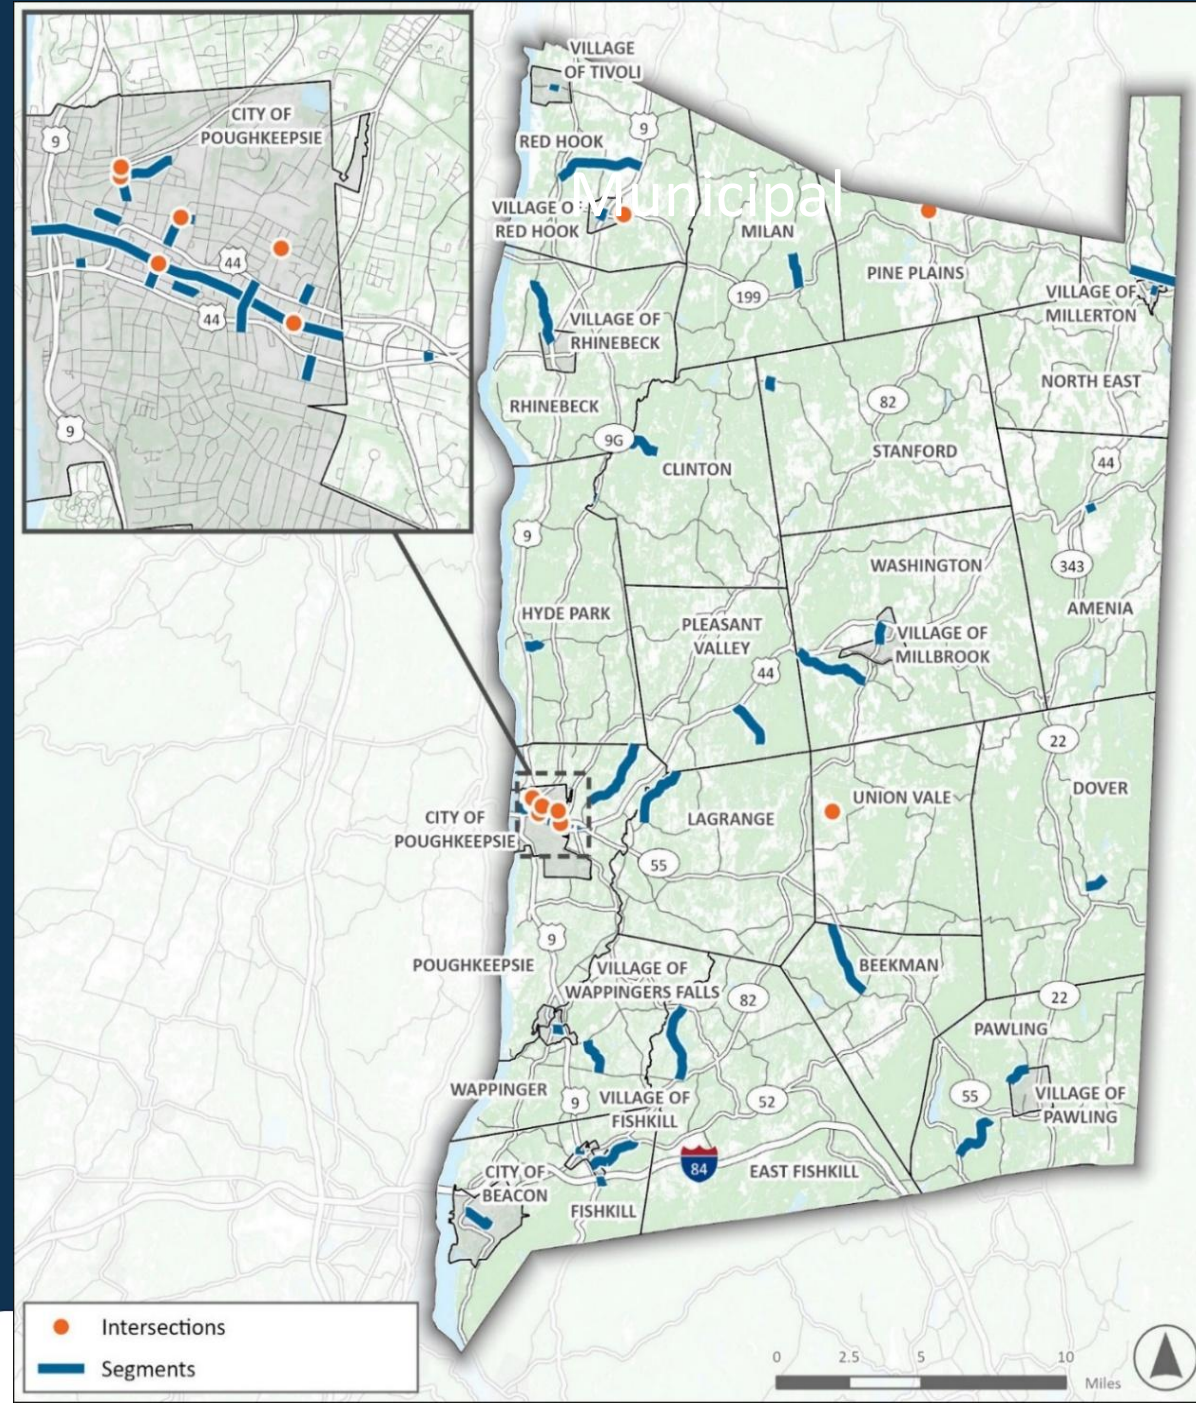 Municipal
CITY OF
POUGHKEEPSIE
9
44
44
9
VILLAGE
OF TIVOLI
9
RED HOOK
VILLAGE O
RED HOOK
MILAN
PINE PLAINS
199
VILLAGE OF
MILLERTON
VILLAGE OF
RHINEBECK
NORTH EAST
RHINEBECK
82
9G
STANFORD
44
CLINTON
9
WASHINGTON
343
HYDE PARK
AMENIA
PLEASANT
VALLEY
VILLAGE OF
MILLBROOK
44
22
UNION VALE
DOVER
CITY OF
POUGHKEEPSIE
LAGRANGE
55
9
POUGHKEEPSIE
VILLAGE OF
WAPPINGERS FALLS
BEEKMAN
82
22
PAWLING
WAPPINGER
9
VILLAGE OF
FISHKILL
52
55
VILLAGE OF
PAWLING
84
EAST FISHKILL
CITY OF
BEACON
FISHKILL
Intersections
Segments
0 2.5 5 10
Miles